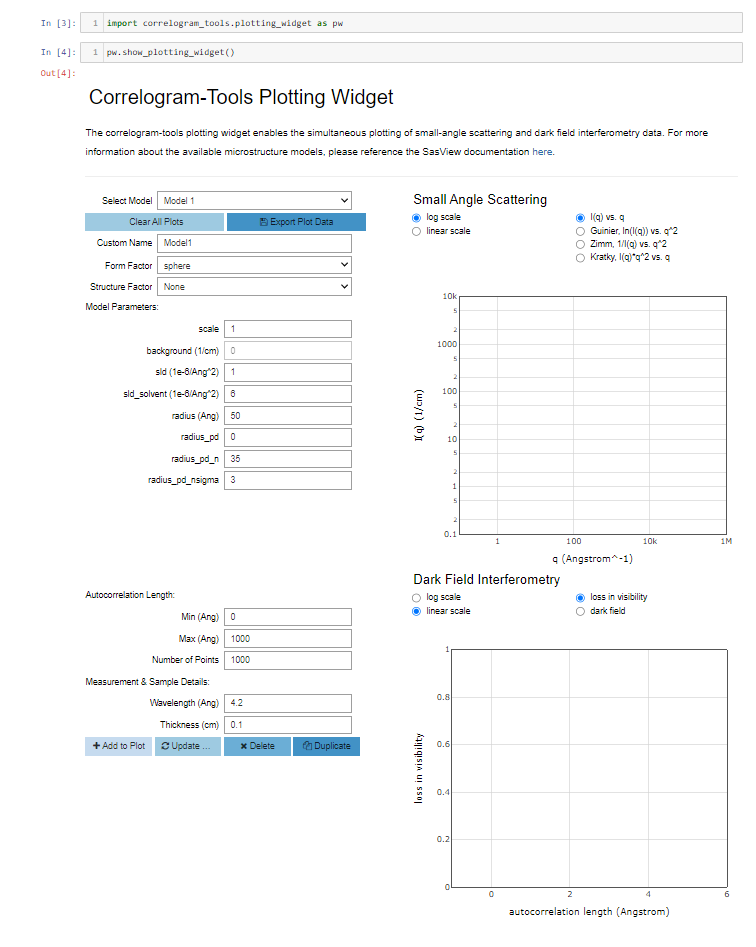 In [3]: 1 import correlogram_tools.plotting_widget as pw
In [4]: 1 pw.show_plotting_widget()
Out[4]:
Correlogram-Tools Plotting Widget
The correlogram-tools plotting widget enables the simultaneous plotting of small-angle scattering and dark field interferometry data. For more
information about the available microstructure models, please reference the SasView documentation here.
Select Model Model 1
Clear All Plots Export Plot Data
Custom Name Model1
Form Factor sphere
Structure Factor None
Model Parameters:
scale 1
background (1/cm) 0
sld (1e-6/Ang^2) 1
sld_solvent (1e-6/Ang^2) 6
radius (Ang) 50
radius_pd 0
radius_pd_n 35
radius_pd_nsigma 3
Autocorrelation Length:
Min (Ang) 0
Max (Ang) 1000
Number of Points 1000
Measurement & Sample Details:
Wavelength (Ang) 4.2
Thickness (cm) 0.1
Add to Plot Update ... Delete Duplicate
Small Angle Scattering
log scale
linear scale
I(q) vs. q
Guinier, ln(I(q)) vs. q^2
Zimm, 1/I(q) vs. q^2
Kratky, I(q)*q^2 vs. q
10k
5
2
1000
5
2
100
5
2
10
5
2
1
5
2
0.1
I(q) (1/cm)
1 100 10k 1M
q (Angstrom^-1)
Dark Field Interferometry
log scale
linear scale
loss in visibility
dark field
1
0.8
0.6
0.4
0.2
0
loss in visibility
0 2 4 6
autocorrelation length (Angstrom)